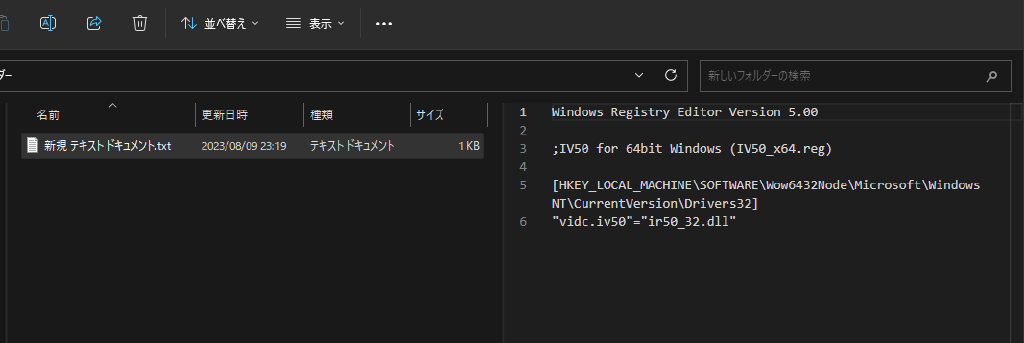 並べ替え 表示
ダー
新しいフォルダーの検索
名前 更新日時 種類 サイズ
新規 テキスト ドキュメント.txt 2023/08/09 23:19 テキスト ドキュメント 1 KB
1 Windows Registry Editor Version 5.00
2
3 ;IV50 for 64bit Windows (IV50_x64.reg)
4
5 [HKEY_LOCAL_MACHINE\SOFTWARE\Wow6432Node\Microsoft\Windows
NT\CurrentVersion\Drivers32]
6 "vidc.iv50"="ir50_32.dll"